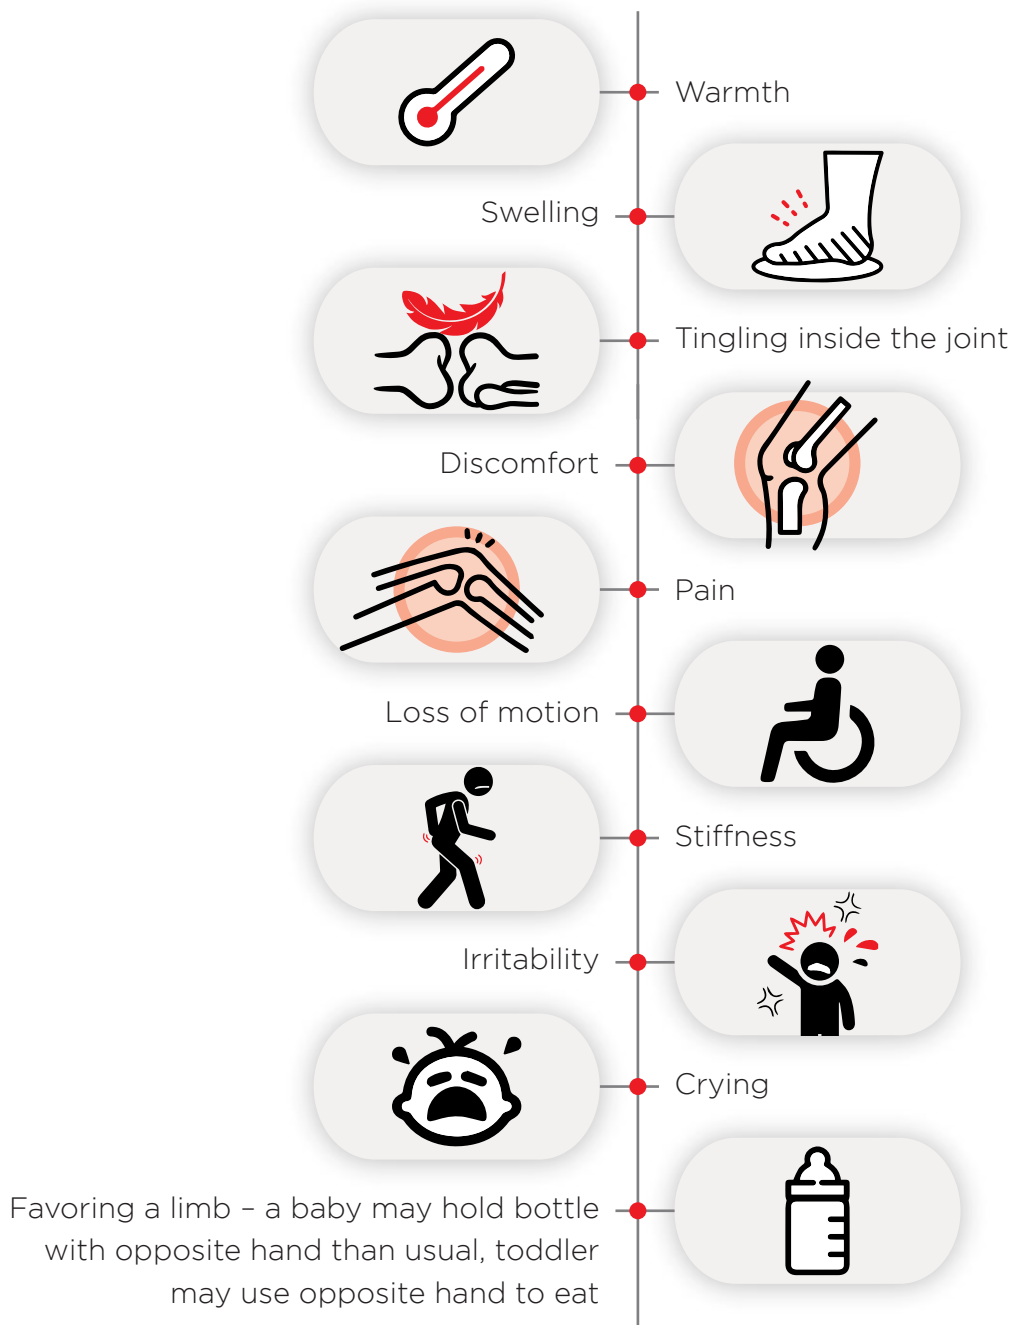 Warmth
Swelling
Tingling inside the joint
Discomfort
Pain
Loss of motion
Stiffness
Irritability
Crying
Favoring a limb – a baby may hold bottle
with opposite hand than usual, toddler
may use opposite hand to eat